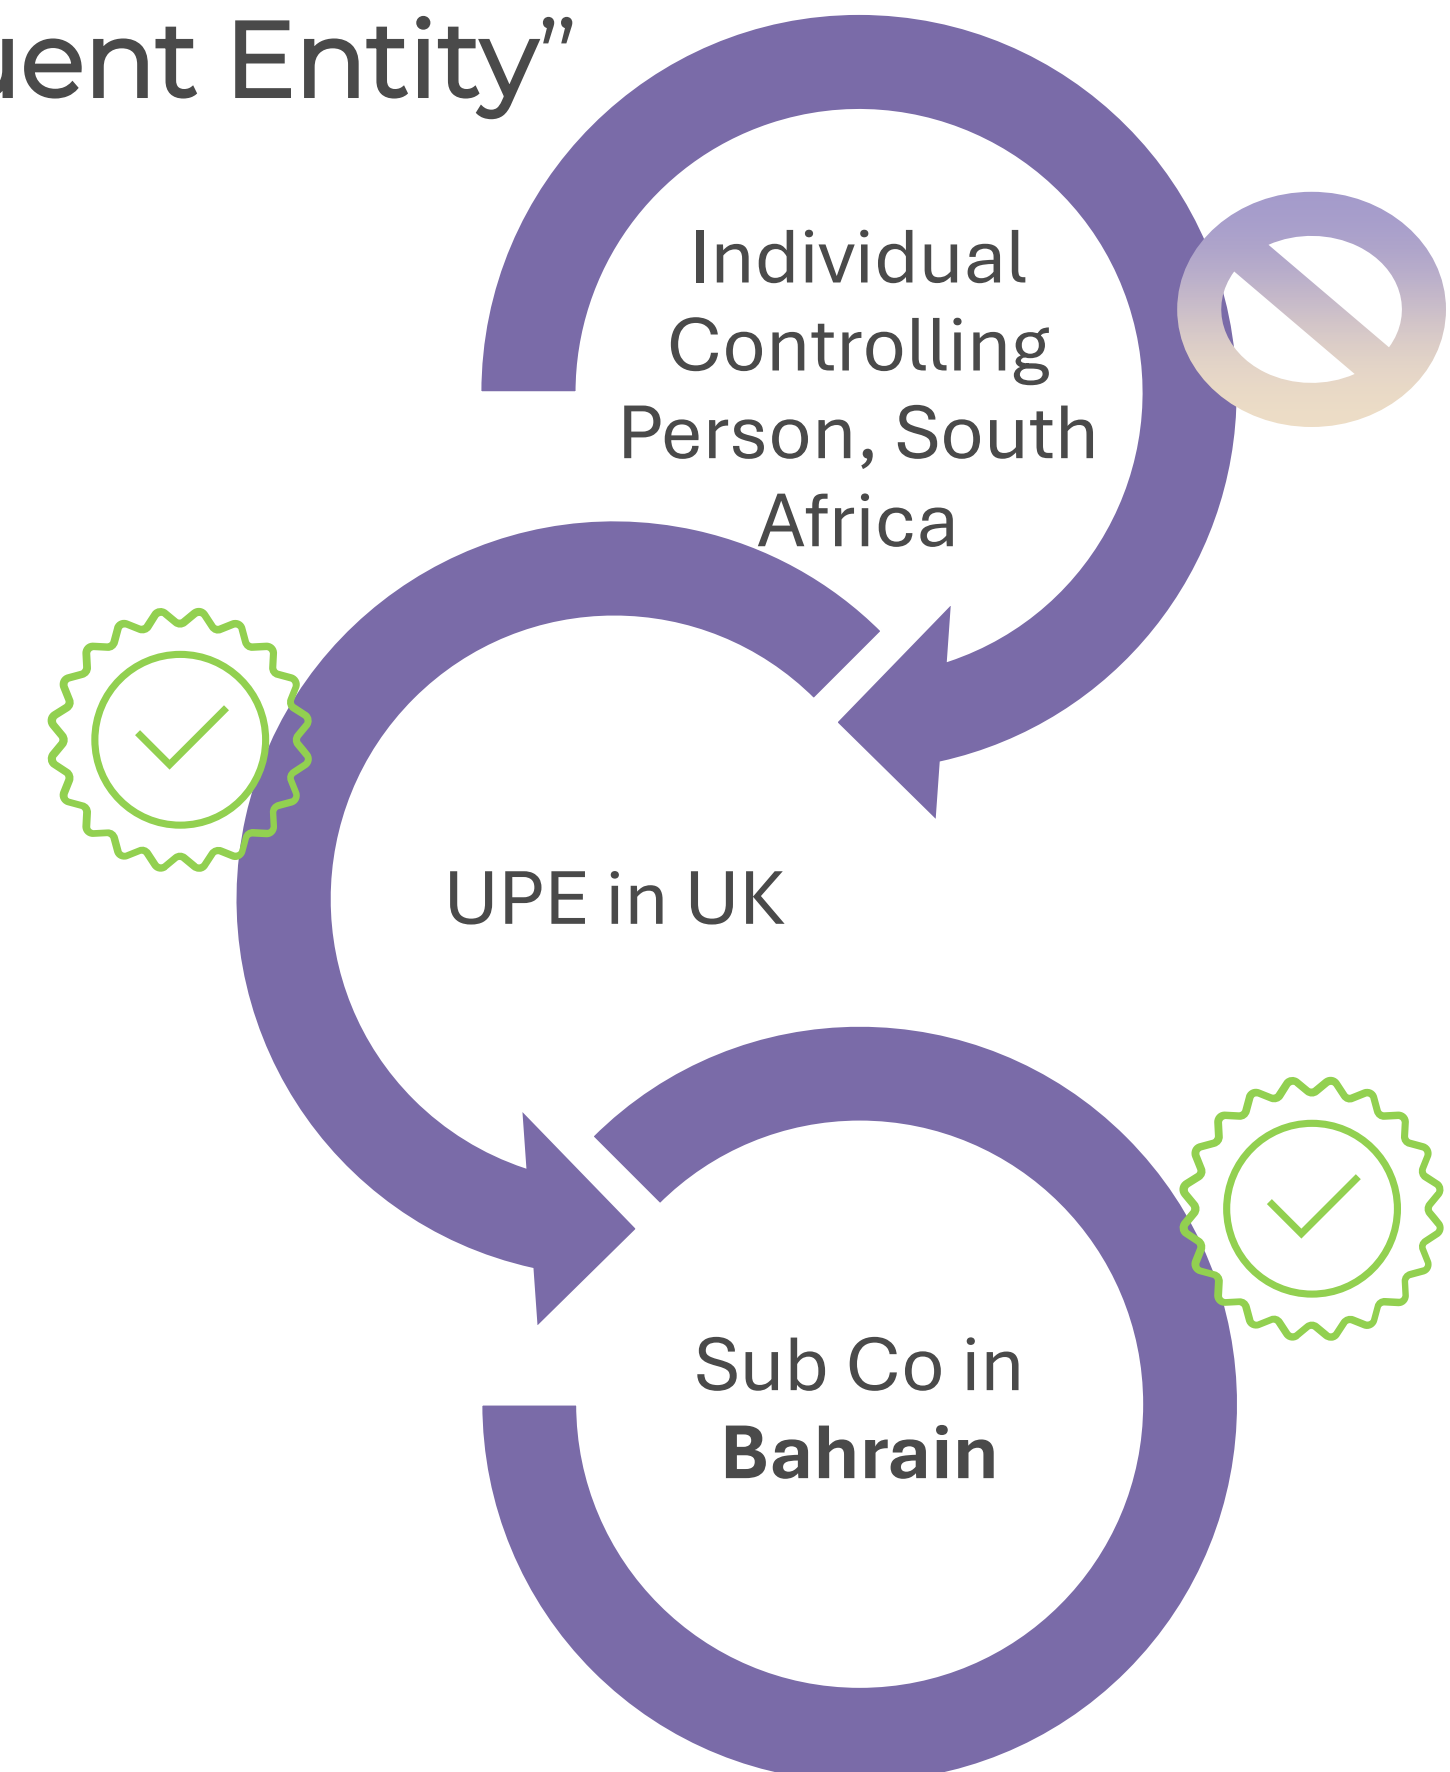 uent Entity”
Individual
Controlling
Person, South
Africa
UPE in UK
Sub Co in
Bahrain